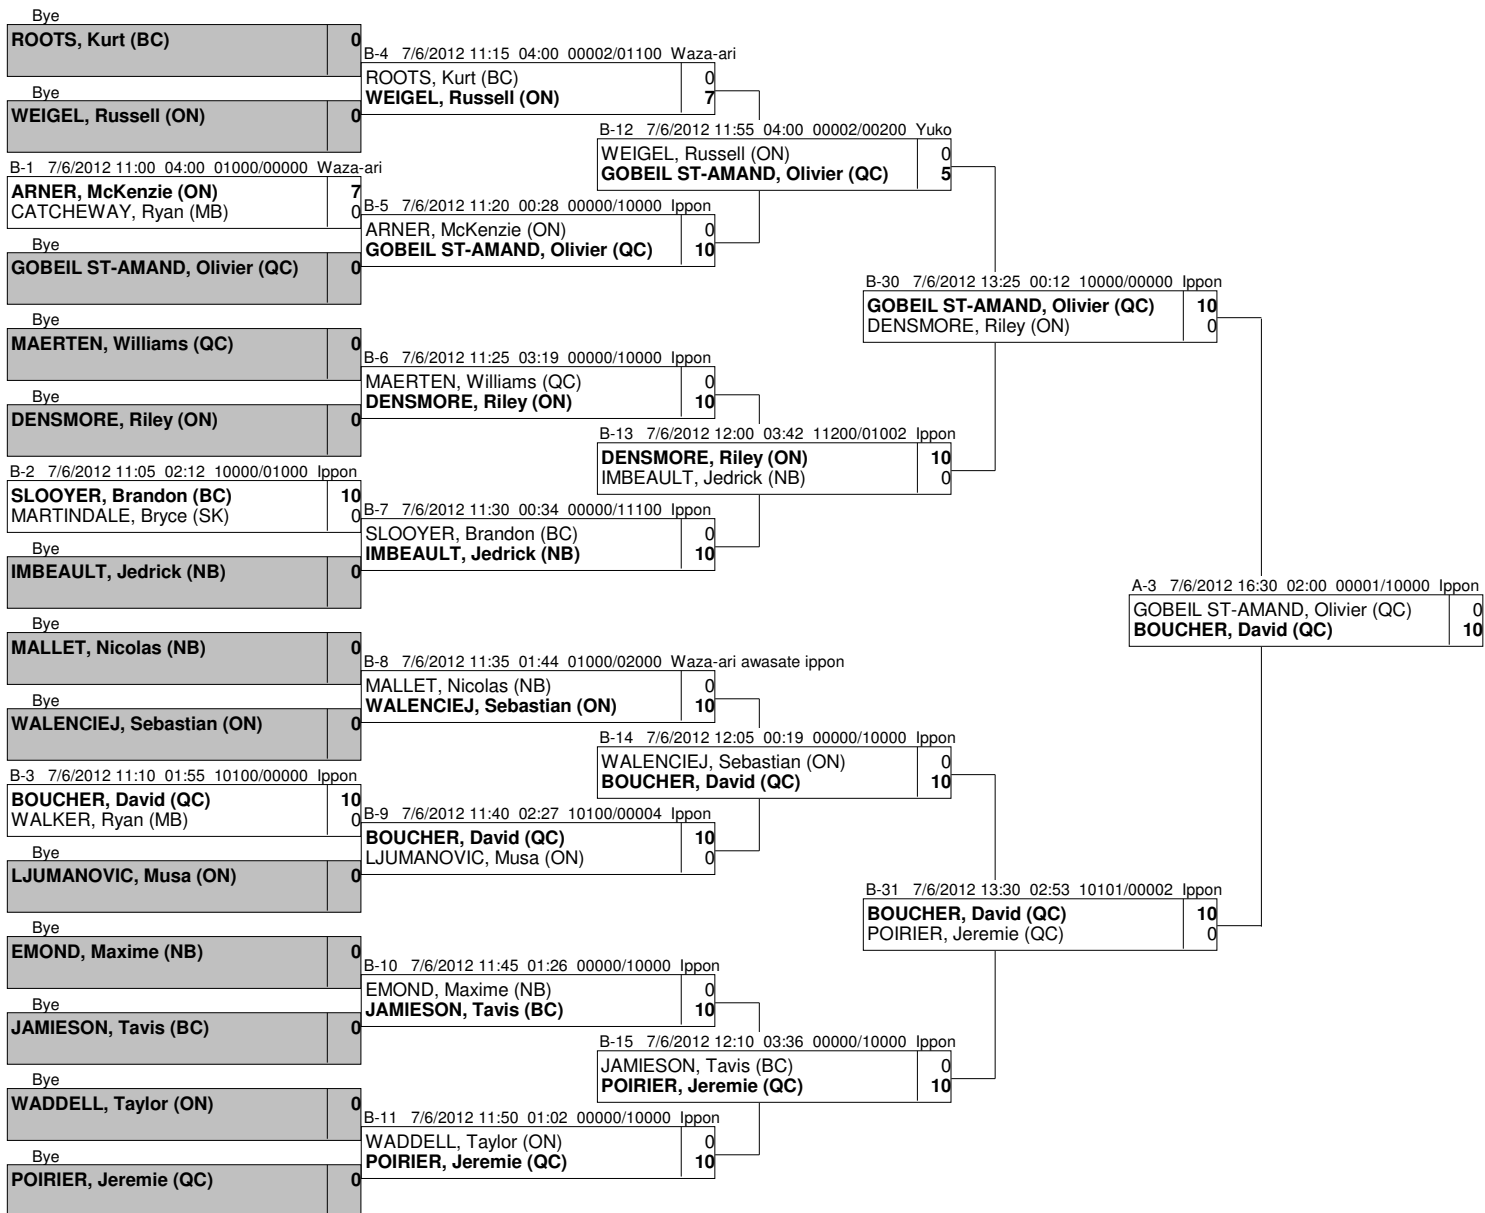 Bye
ROOTS, Kurt (BC) 0
Bye
WEIGEL, Russell (ON) 0
B-1 7/6/2012 11:00 04:00 01000/00000 Waza-ari
ARNER, McKenzie (ON) 7
CATCHEWAY, Ryan (MB) 0
Bye
GOBEIL ST-AMAND, Olivier (QC) 0
Bye
MAERTEN, Williams (QC) 0
Bye
DENSMORE, Riley (ON) 0
B-2 7/6/2012 11:05 02:12 10000/01000 Ippon
SLOOYER, Brandon (BC) 10
MARTINDALE, Bryce (SK) 0
Bye
IMBEAULT, Jedrick (NB) 0
Bye
MALLET, Nicolas (NB) 0
Bye
WALENCIEJ, Sebastian (ON) 0
B-3 7/6/2012 11:10 01:55 10100/00000 Ippon
BOUCHER, David (QC) 10
WALKER, Ryan (MB) 0
Bye
LJUMANOVIC, Musa (ON) 0
Bye
EMOND, Maxime (NB) 0
Bye
JAMIESON, Tavis (BC) 0
Bye
WADDELL, Taylor (ON) 0
Bye
POIRIER, Jeremie (QC) 0
B-4 7/6/2012 11:15 04:00 00002/01100 Waza-ari
ROOTS, Kurt (BC) 0
WEIGEL, Russell (ON) 7
B-5 7/6/2012 11:20 00:28 00000/10000 Ippon
ARNER, McKenzie (ON) 0
GOBEIL ST-AMAND, Olivier (QC) 10
B-6 7/6/2012 11:25 03:19 00000/10000 Ippon
MAERTEN, Williams (QC) 0
DENSMORE, Riley (ON) 10
B-7 7/6/2012 11:30 00:34 00000/11100 Ippon
SLOOYER, Brandon (BC) 0
IMBEAULT, Jedrick (NB) 10
B-8 7/6/2012 11:35 01:44 01000/02000 Waza-ari awasate ippon
MALLET, Nicolas (NB) 0
WALENCIEJ, Sebastian (ON) 10
B-9 7/6/2012 11:40 02:27 10100/00004 Ippon
BOUCHER, David (QC) 10
LJUMANOVIC, Musa (ON) 0
B-10 7/6/2012 11:45 01:26 00000/10000 Ippon
EMOND, Maxime (NB) 0
JAMIESON, Tavis (BC) 10
B-11 7/6/2012 11:50 01:02 00000/10000 Ippon
WADDELL, Taylor (ON) 0
POIRIER, Jeremie (QC) 10
B-12 7/6/2012 11:55 04:00 00002/00200 Yuko
WEIGEL, Russell (ON) 0
GOBEIL ST-AMAND, Olivier (QC) 5
B-13 7/6/2012 12:00 03:42 11200/01002 Ippon
DENSMORE, Riley (ON) 10
IMBEAULT, Jedrick (NB) 0
B-14 7/6/2012 12:05 00:19 00000/10000 Ippon
WALENCIEJ, Sebastian (ON) 0
BOUCHER, David (QC) 10
B-15 7/6/2012 12:10 03:36 00000/10000 Ippon
JAMIESON, Tavis (BC) 0
POIRIER, Jeremie (QC) 10
B-30 7/6/2012 13:25 00:12 10000/00000 Ippon
GOBEIL ST-AMAND, Olivier (QC) 10
DENSMORE, Riley (ON) 0
B-31 7/6/2012 13:30 02:53 10101/00002 Ippon
BOUCHER, David (QC) 10
POIRIER, Jeremie (QC) 0
A-3 7/6/2012 16:30 02:00 00001/10000 Ippon
GOBEIL ST-AMAND, Olivier (QC) 0
BOUCHER, David (QC) 10